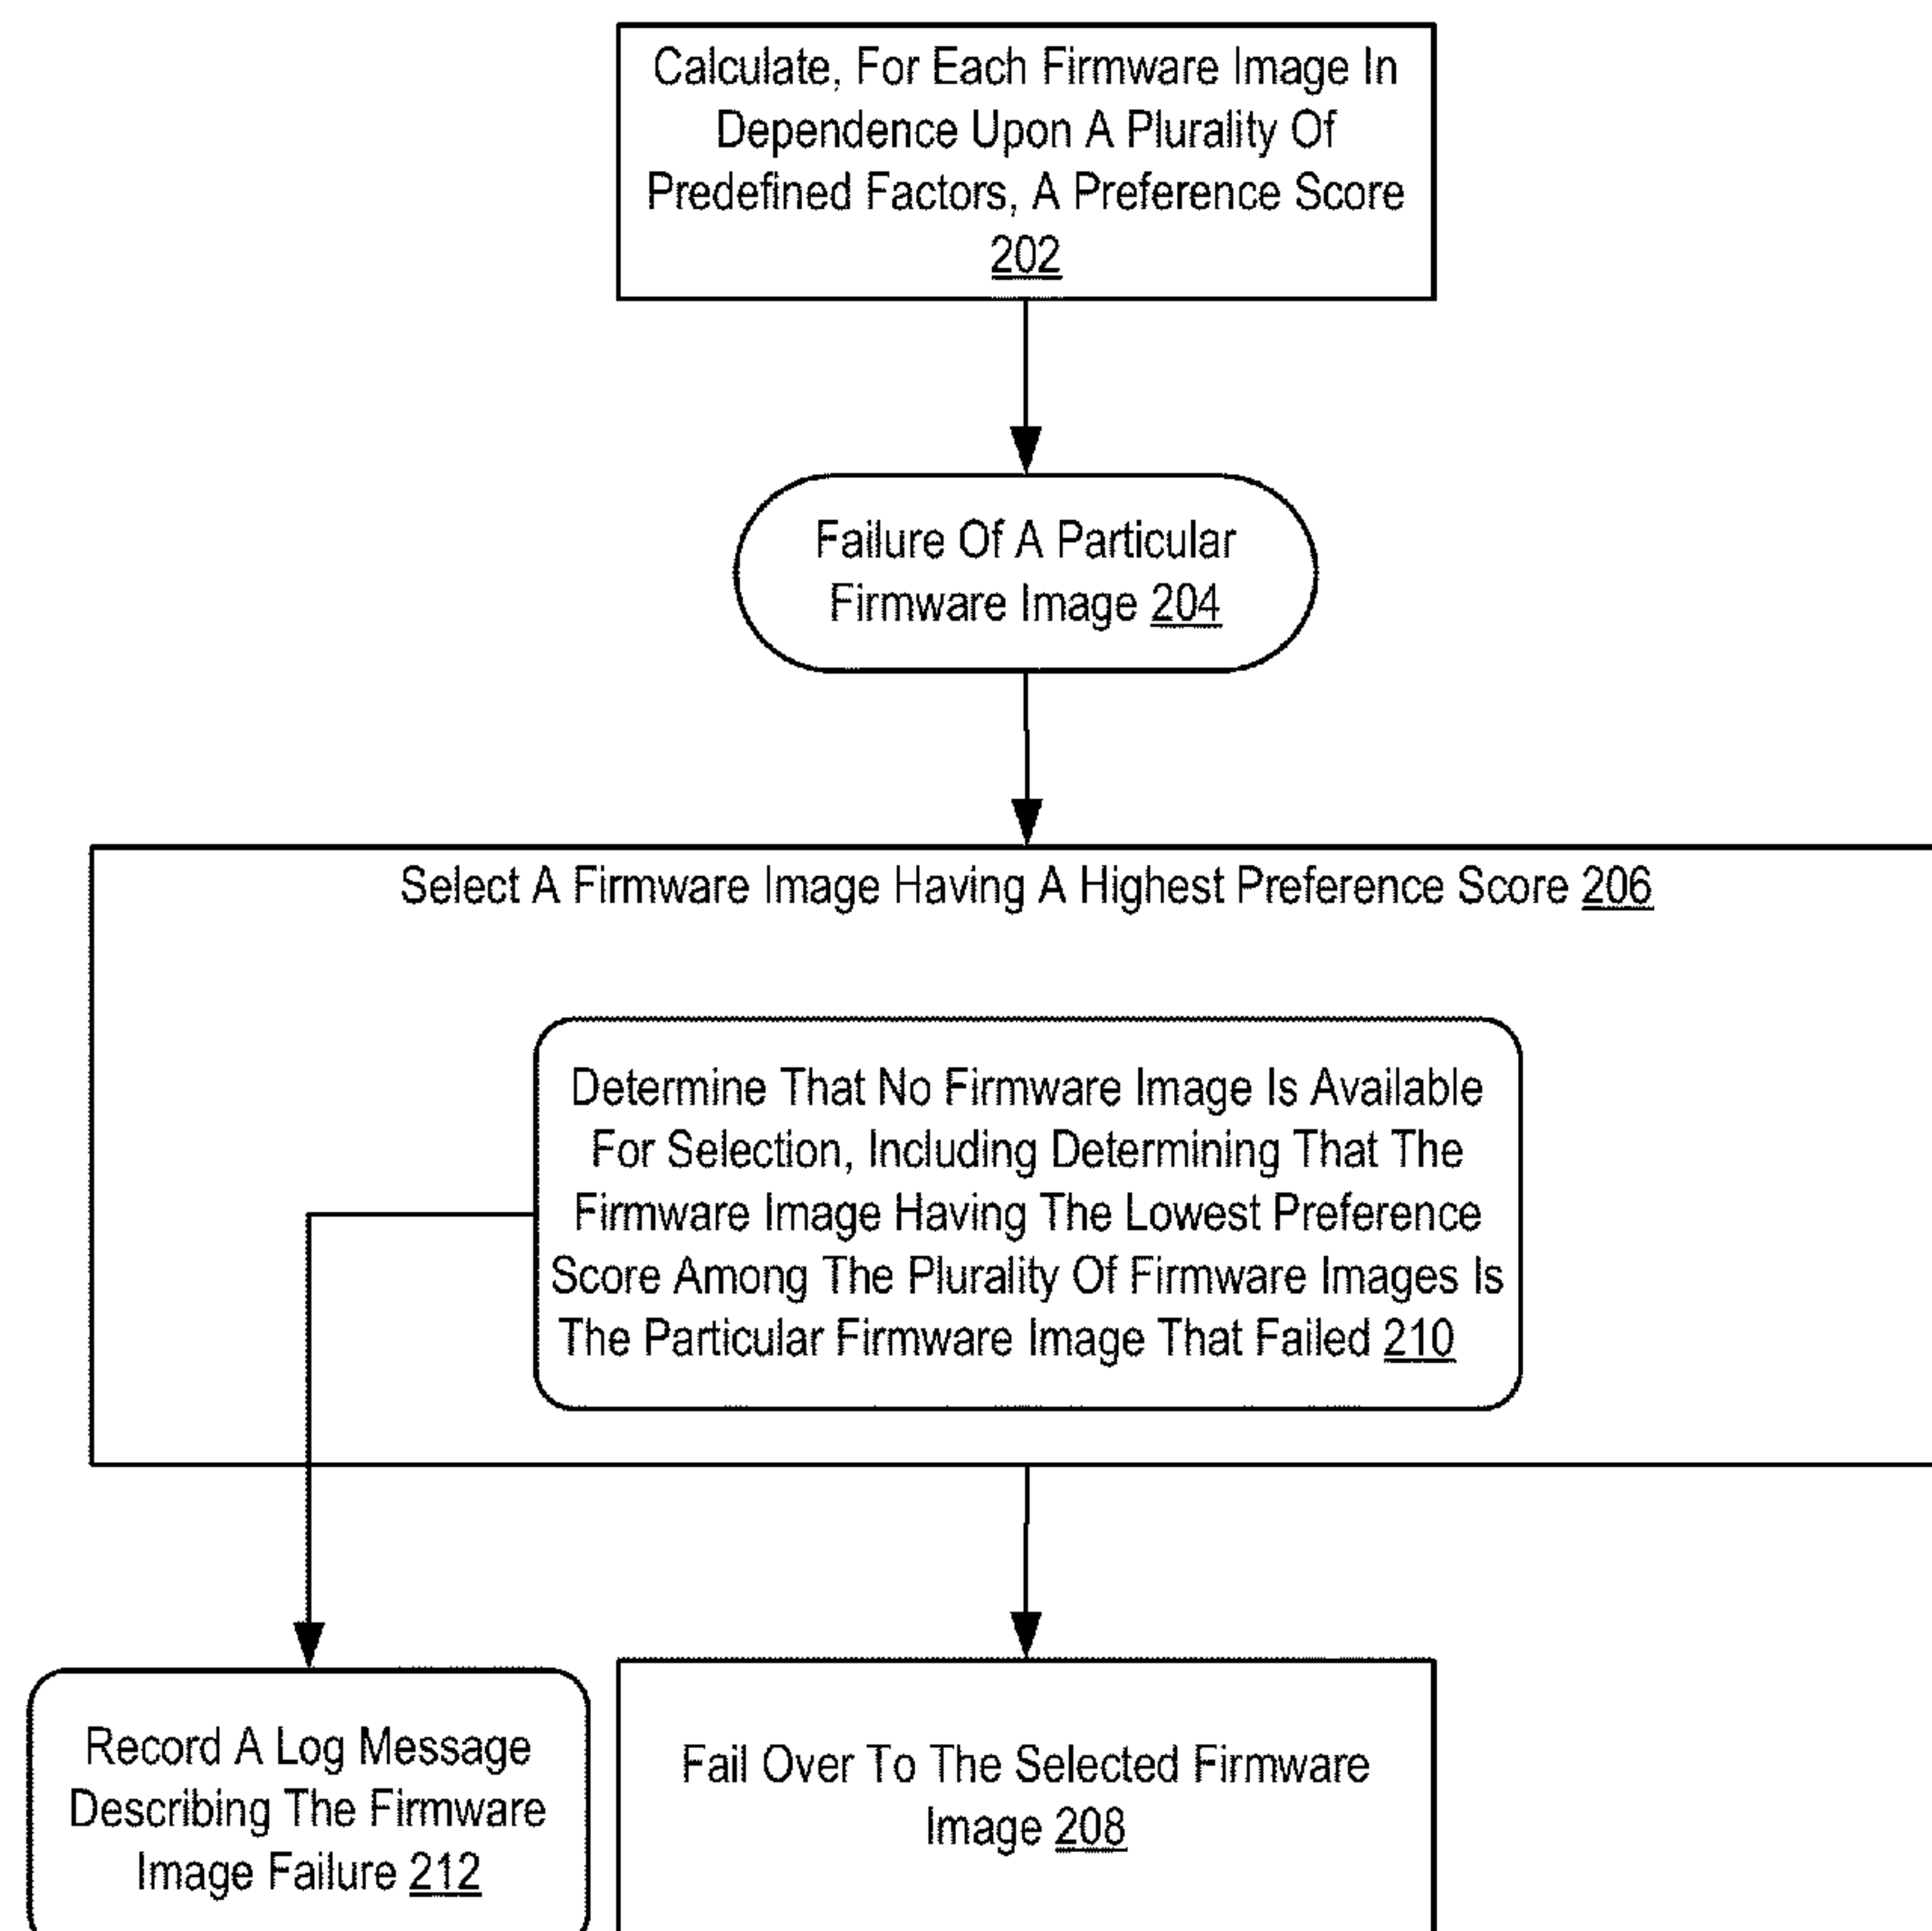 Calculate, For Each Firmware Image In
Dependence Upon A Plurality Of
Predefined Factors, A Preference Score
202
Failure Of A Particular
Firmware Image 204
Select A Firmware Image Having A Highest Preference Score 206
Determine That No Firmware Image Is Available
For Selection, Including Determining That The
Firmware Image Having The Lowest Preference
Score Among The Plurality Of Firmware Images Is
The Particular Firmware Image That Failed 210
Record A Log Message
Describing The Firmware
Image Failure 212
Fail Over To The Selected Firmware
Image 208